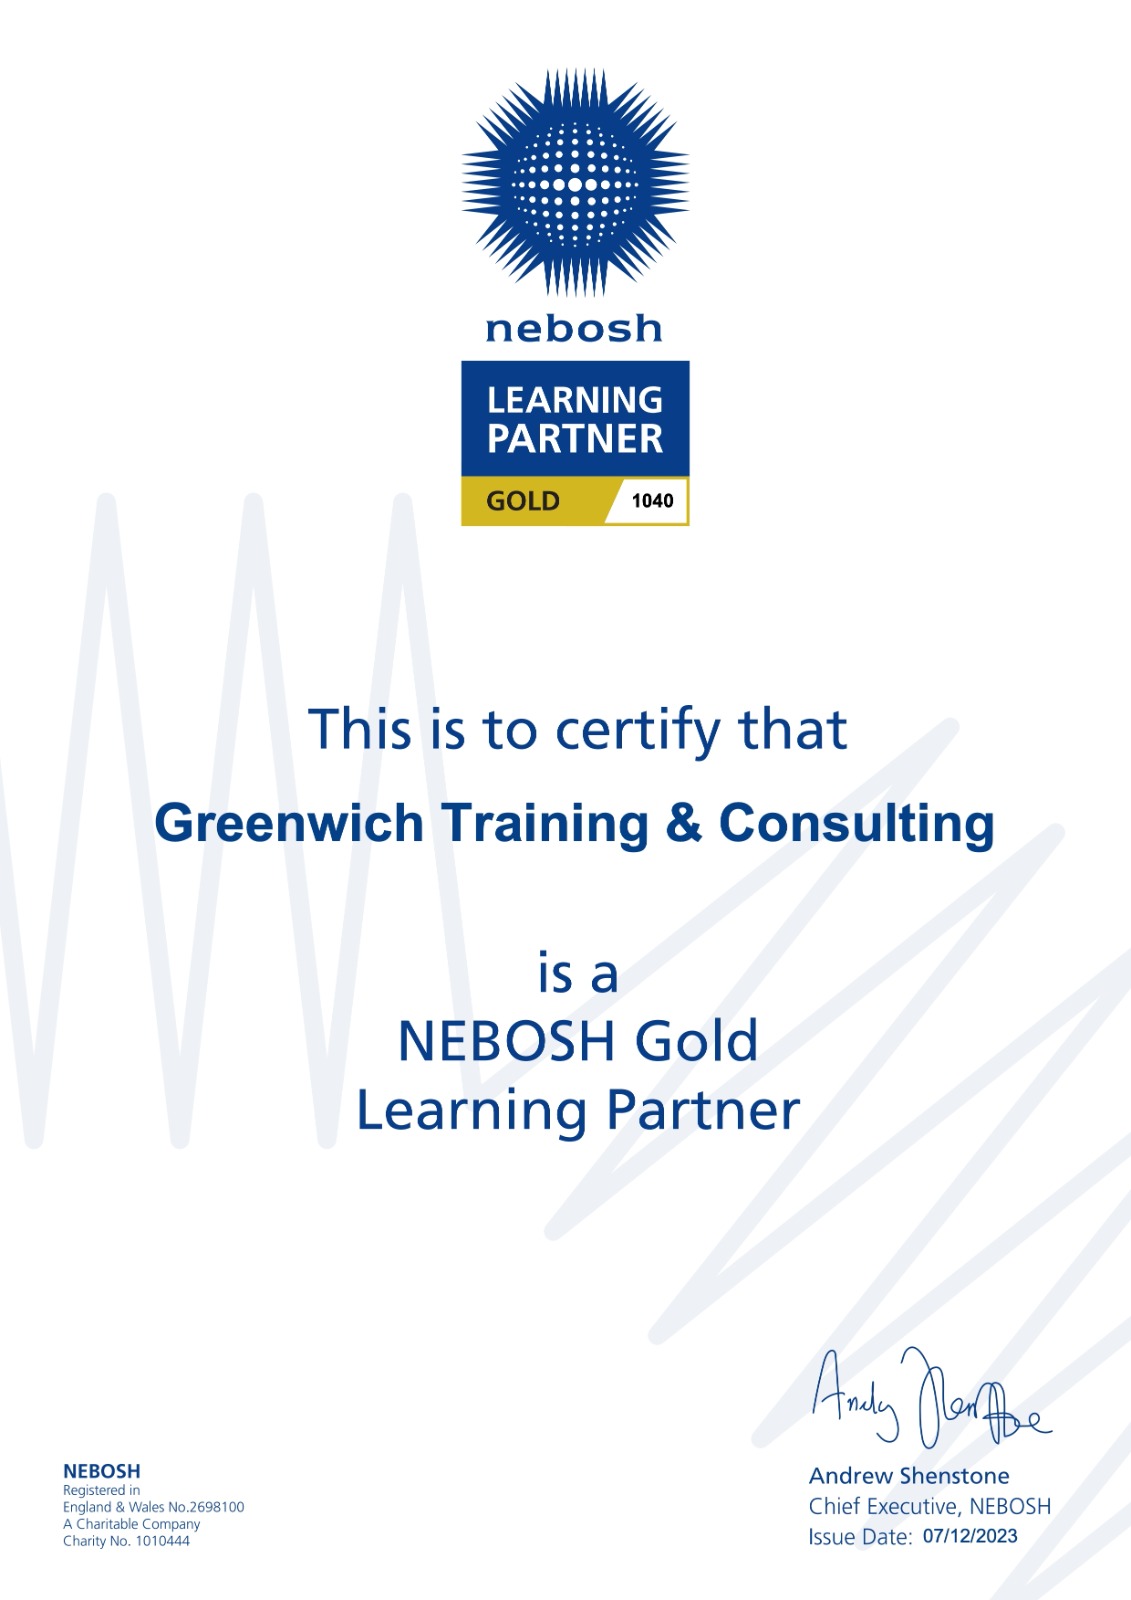 nebosh
LEARNING
PARTNER
GOLD 1040
This is to certify that
Greenwich Training & Consulting
is a
NEBOSH Gold
Learning Partner
Andrew Shenstone
Chief Executive, NEBOSH
Issue Date: 07/12/2023
NEBOSH
Registered in
England & Wales No.2698100
A Charitable Company
Charity No. 1010444